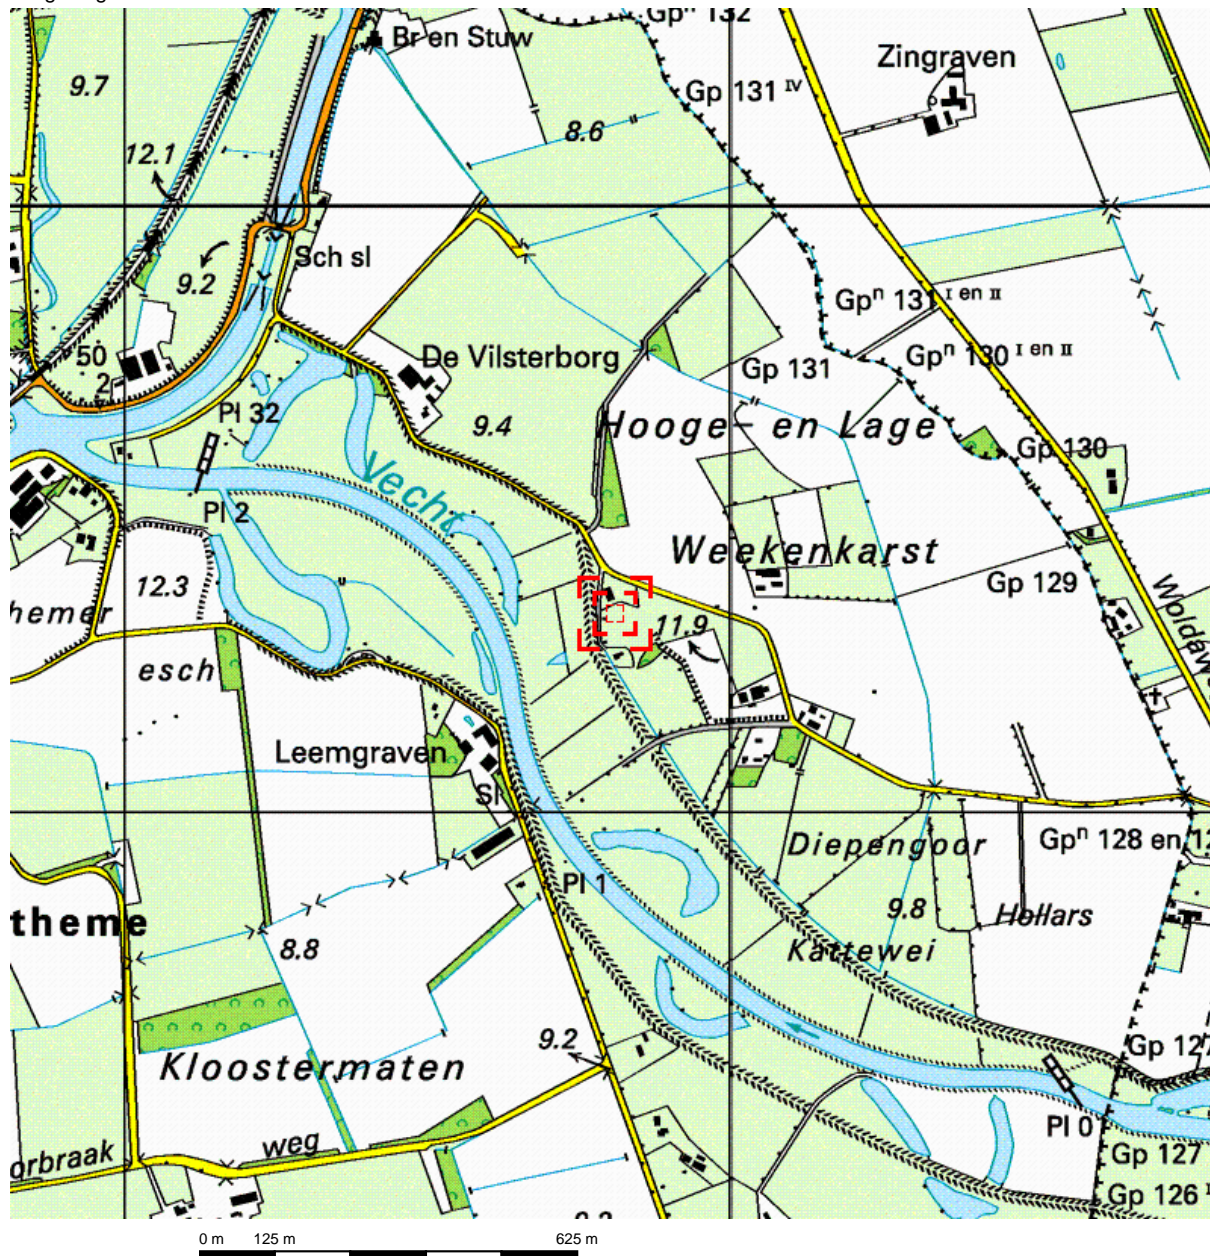 Gpⁿ 132
Br en Stuw
Zingraven
9.7
Gp 131 IV
8.6
12.1
Sch sl
9.2
Gpⁿ 131 I en II
50
2
De Vilsterborg
Gp 131
Gpⁿ 130 I en II
Pl 32
9.4
Hooge- en Lage
Gp 130
Vecht
Pl 2
Weekenkarst
12.3
Gp 129
hemer
11.9
esch
Leemgraven
Sl
Diepengoor
Gpⁿ 128 en 12
Pl 1
9.8
Hollars
theme
8.8
Kattewei
9.2
Gp 127
Kloostermaten
Pl 0
orbraak
weg
Gp 127
Gp 126
0 m 125 m 625 m